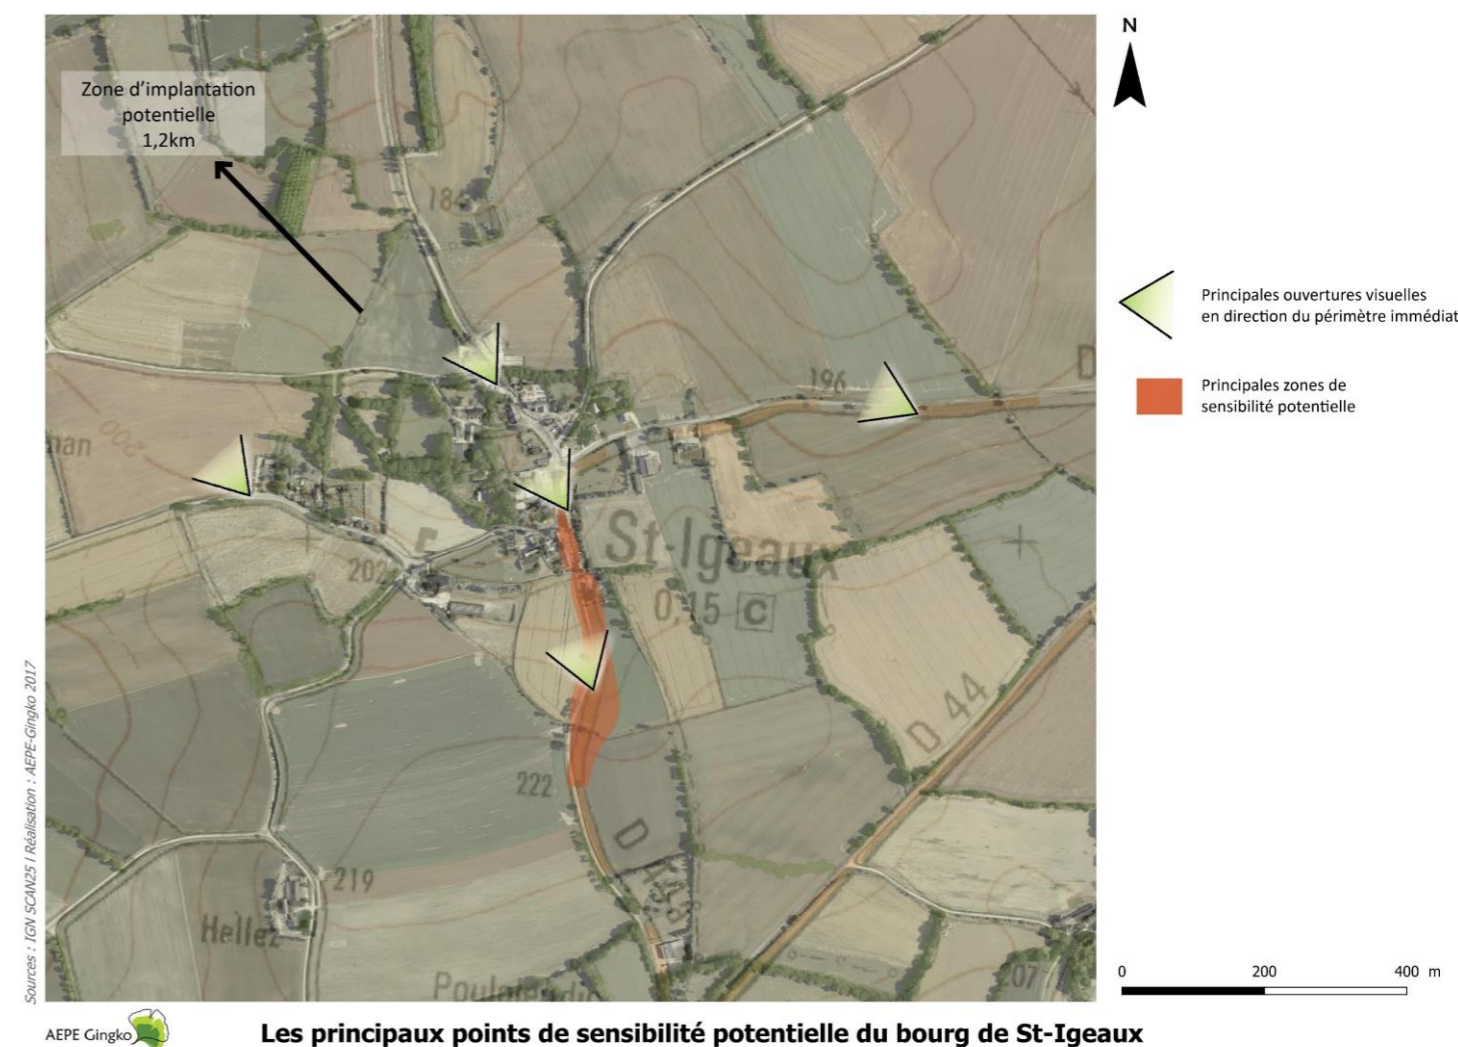 Zone d'implantation
potentielle
1,2km
N
184
196
D
200
St-Igeaux
0,15 C
202
D 44
222
D
219
Hellez
207
Principales ouvertures visuelles
en direction du périmètre immédiat
Principales zones de
sensibilité potentielle
0 200 400 m
Sources : IGN SCAN25 / Réalisation : AEPE-Gingko 2017
AEPE Gingko
Les principaux points de sensibilité potentielle du bourg de St-Igeaux